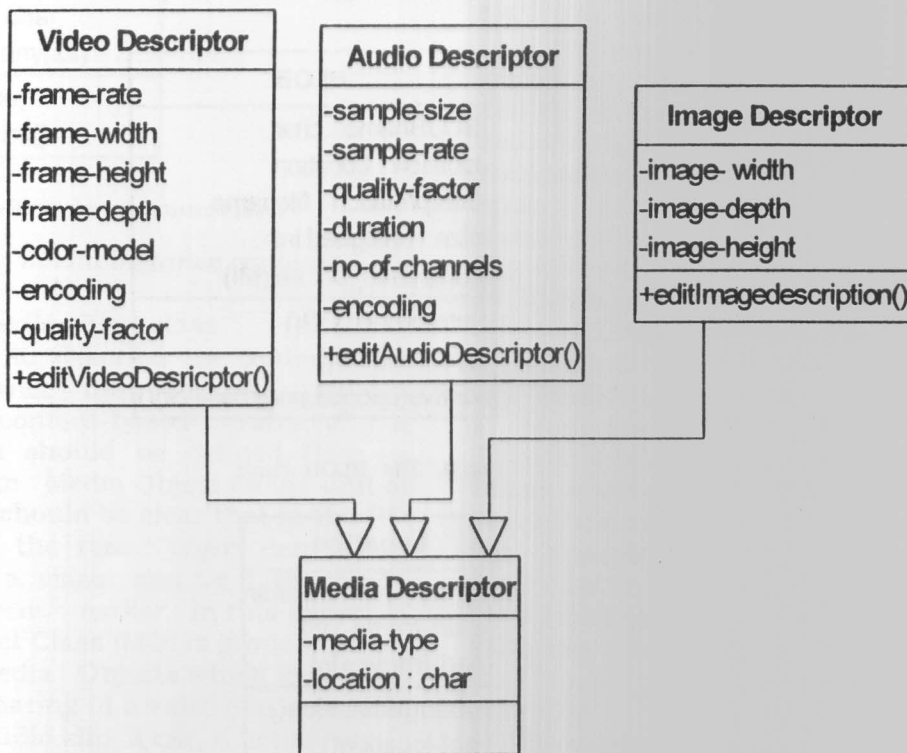 Video Descriptor
-frame-rate
-frame-width
-frame-height
-frame-depth
-color-model
-encoding
-quality-factor
+editVideoDesricptor()
Audio Descriptor
-sample-size
-sample-rate
-quality-factor
-duration
-no-of-channels
-encoding
+editAudioDescriptor()
Image Descriptor
-image- width
-image-depth
-image-height
+editImagedescription()
Media Descriptor
-media-type
-location : char